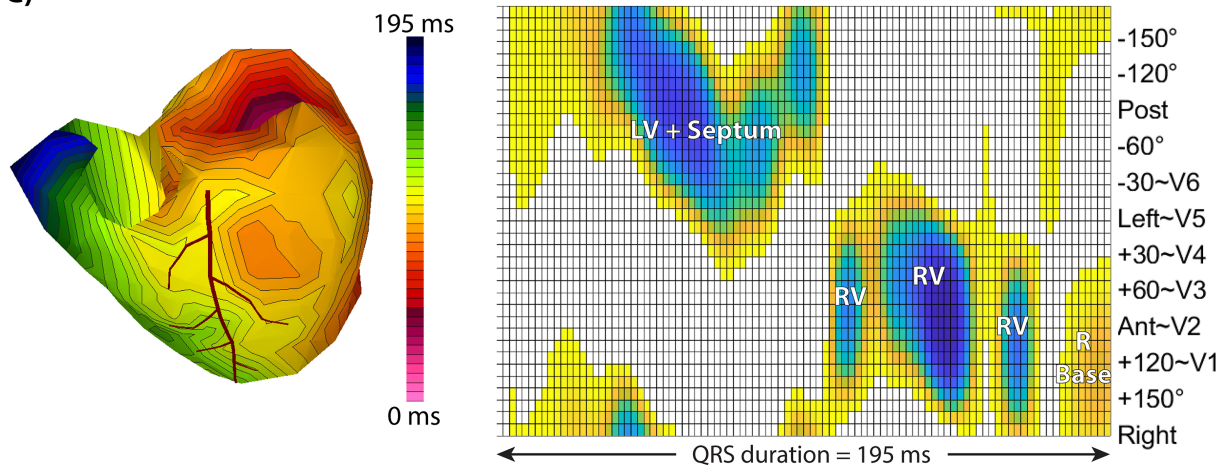 195 ms
0 ms
LV + Septum
RV
RV
RV
R
Base
-150°
-120°
Post
-60°
-30~V6
Left~V5
+30~V4
+60~V3
Ant~V2
+120~V1
+150°
Right
QRS duration = 195 ms